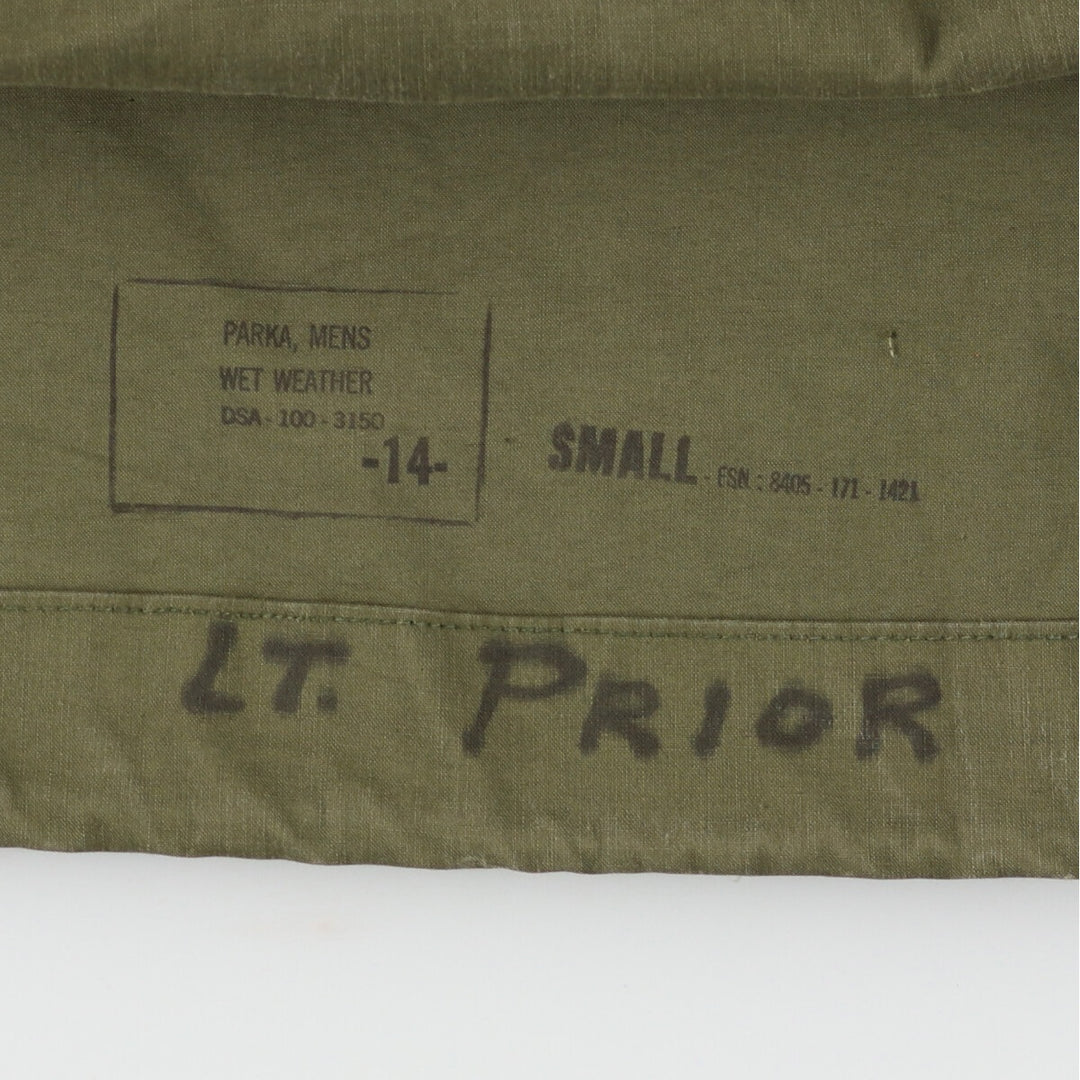 PARKA, MENS
WET WEATHER
DSA-100-3150
-14-
SMALL - FSN.: 8405-171-1421
LT. PRIOR